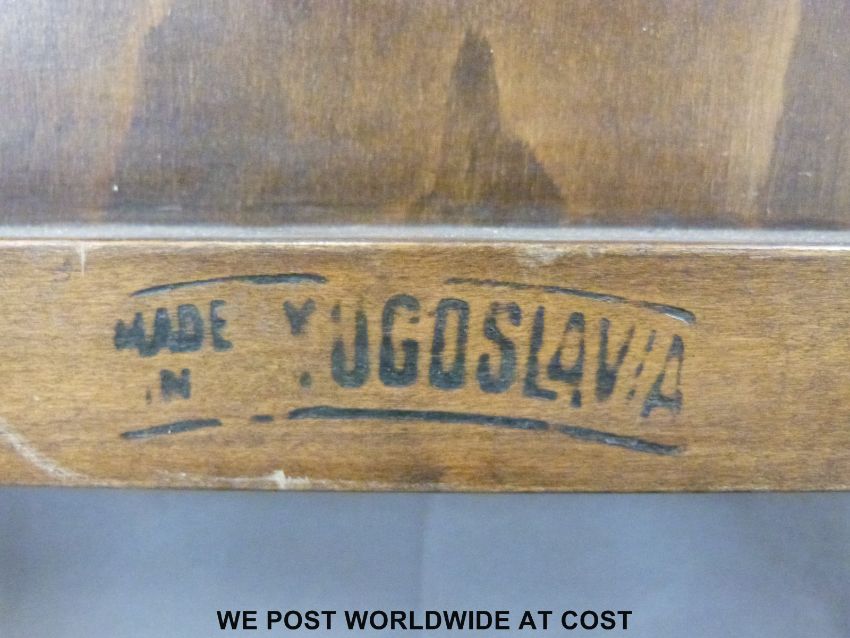 MADE
IN YUGOSLAVIA
WE POST WORLDWIDE AT COST